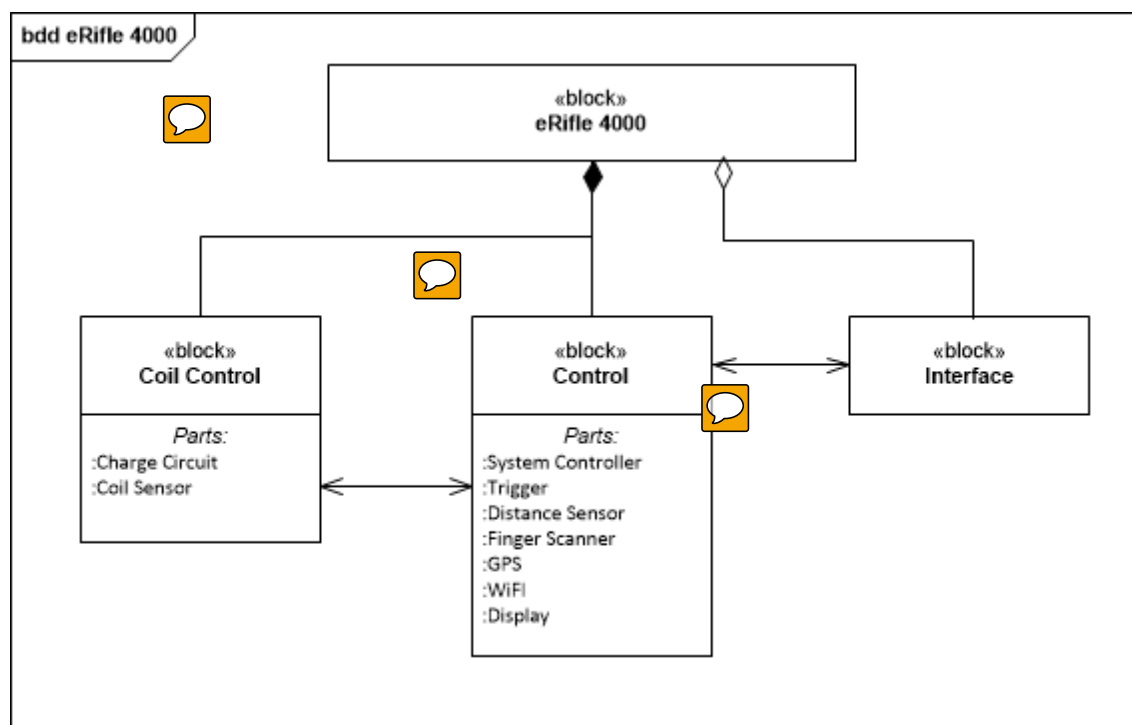 bdd eRifle 4000
«block»
eRifle 4000
«block»
Coil Control
Parts:
:Charge Circuit
:Coil Sensor
«block»
Control
Parts:
:System Controller
:Trigger
:Distance Sensor
:Finger Scanner
:GPS
:WiFI
:Display
«block»
Interface